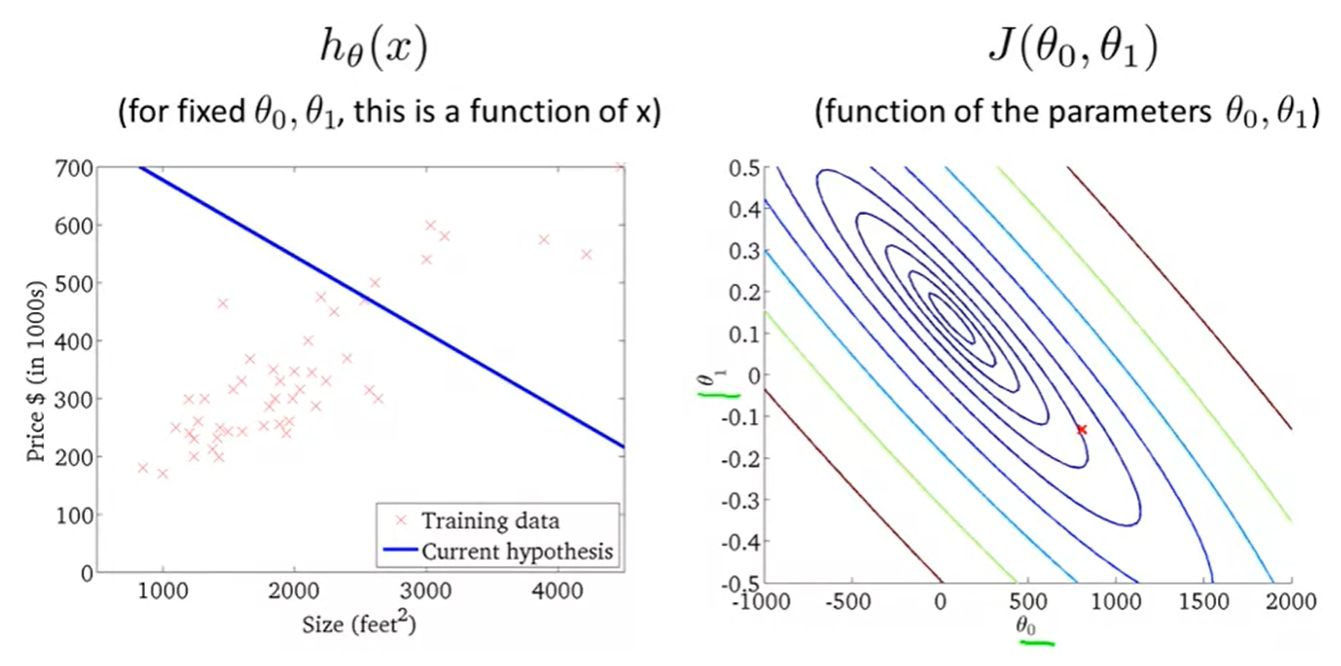 hθ(x)
(for fixed θ0, θ1, this is a function of x)
700
600
500
400
300
200
100
0
Price $ (in 1000s)
1000 2000 3000 4000
Size (feet²)
Training data
Current hypothesis
J(θ0, θ1)
(function of the parameters θ0, θ1)
0.5
0.4
0.3
0.2
0.1
0
-0.1
-0.2
-0.3
-0.4
-0.5
θ1
-1000 -500 0 500 1000 1500 2000
θ0